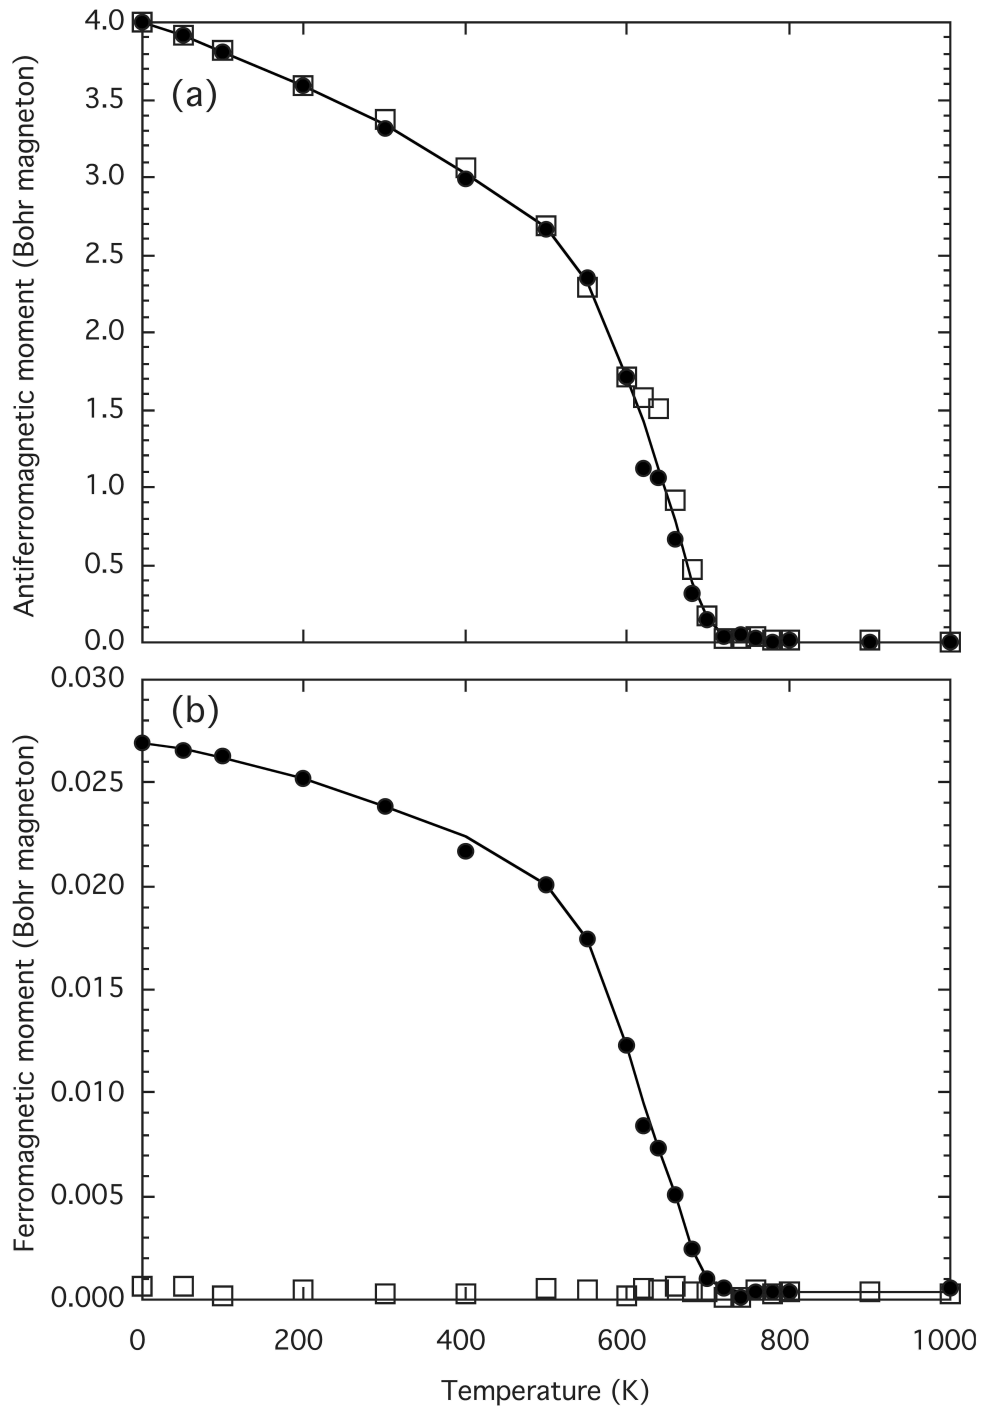 Antiferromagnetic moment (Bohr magneton)
4.0
3.5
3.0
2.5
2.0
1.5
1.0
0.5
0.0
(a)
Ferromagnetic moment (Bohr magneton)
0.030
0.025
0.020
0.015
0.010
0.005
0.000
(b)
0 200 400 600 800 1000
Temperature (K)